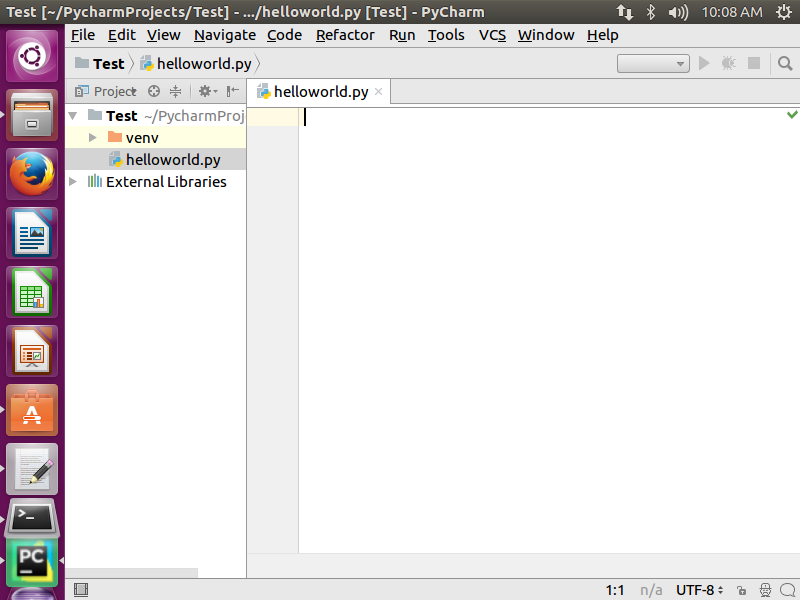 Test [~/PycharmProjects/Test] - .../helloworld.py [Test] - PyCharm
10:08 AM
File Edit View Navigate Code Refactor Run Tools VCS Window Help
Test
helloworld.py
Project
helloworld.py
Test ~/PycharmProj
venv
helloworld.py
External Libraries
A
>_
PC
1:1
n/a
UTF-8